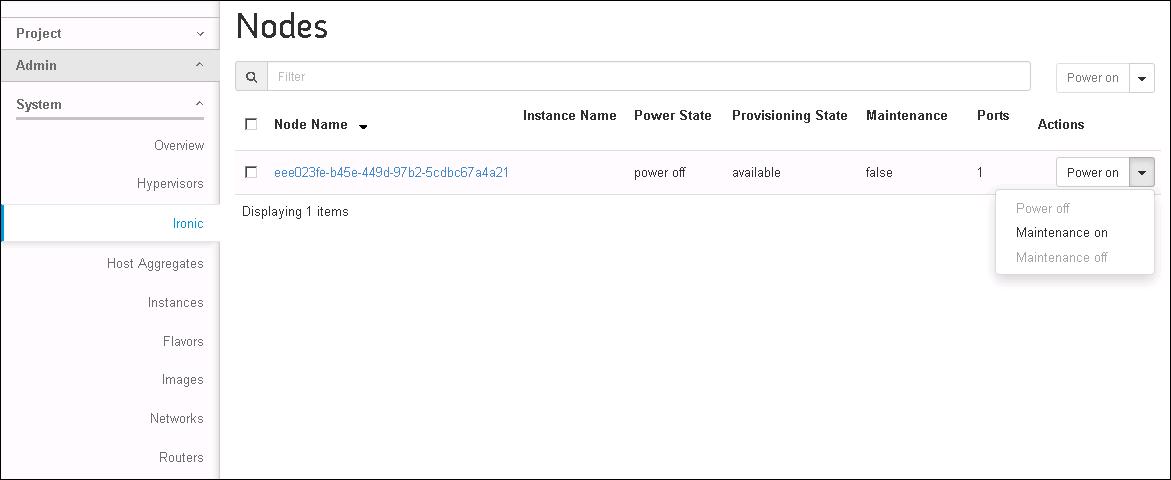 Nodes
Project
Admin
System
Overview
Hypervisors
Ironic
Host Aggregates
Instances
Flavors
Images
Networks
Routers
Filter
Power on
Node Name Instance Name Power State Provisioning State Maintenance Ports Actions
eee023fe-b45e-449d-97b2-5cdbc67a4a21 power off available false 1 Power on
Displaying 1 items
Power off
Maintenance on
Maintenance off